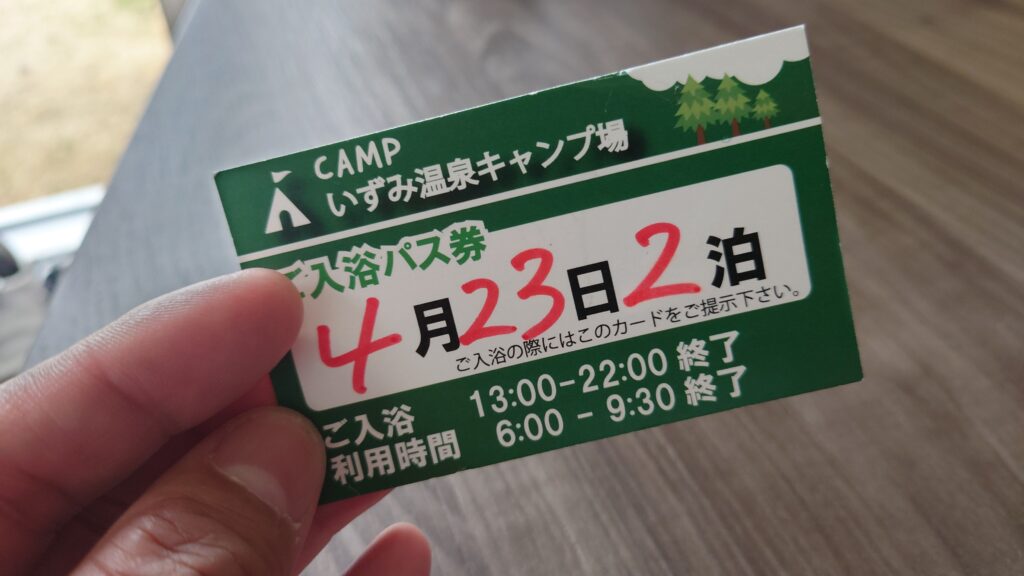 CAMP
いずみ温泉キャンプ場
ご入浴パス券
4月23日2泊
ご入浴の際にはこのカードをご提示下さい。
ご入浴
利用時間
13:00-22:00 終了
6:00 - 9:30 終了